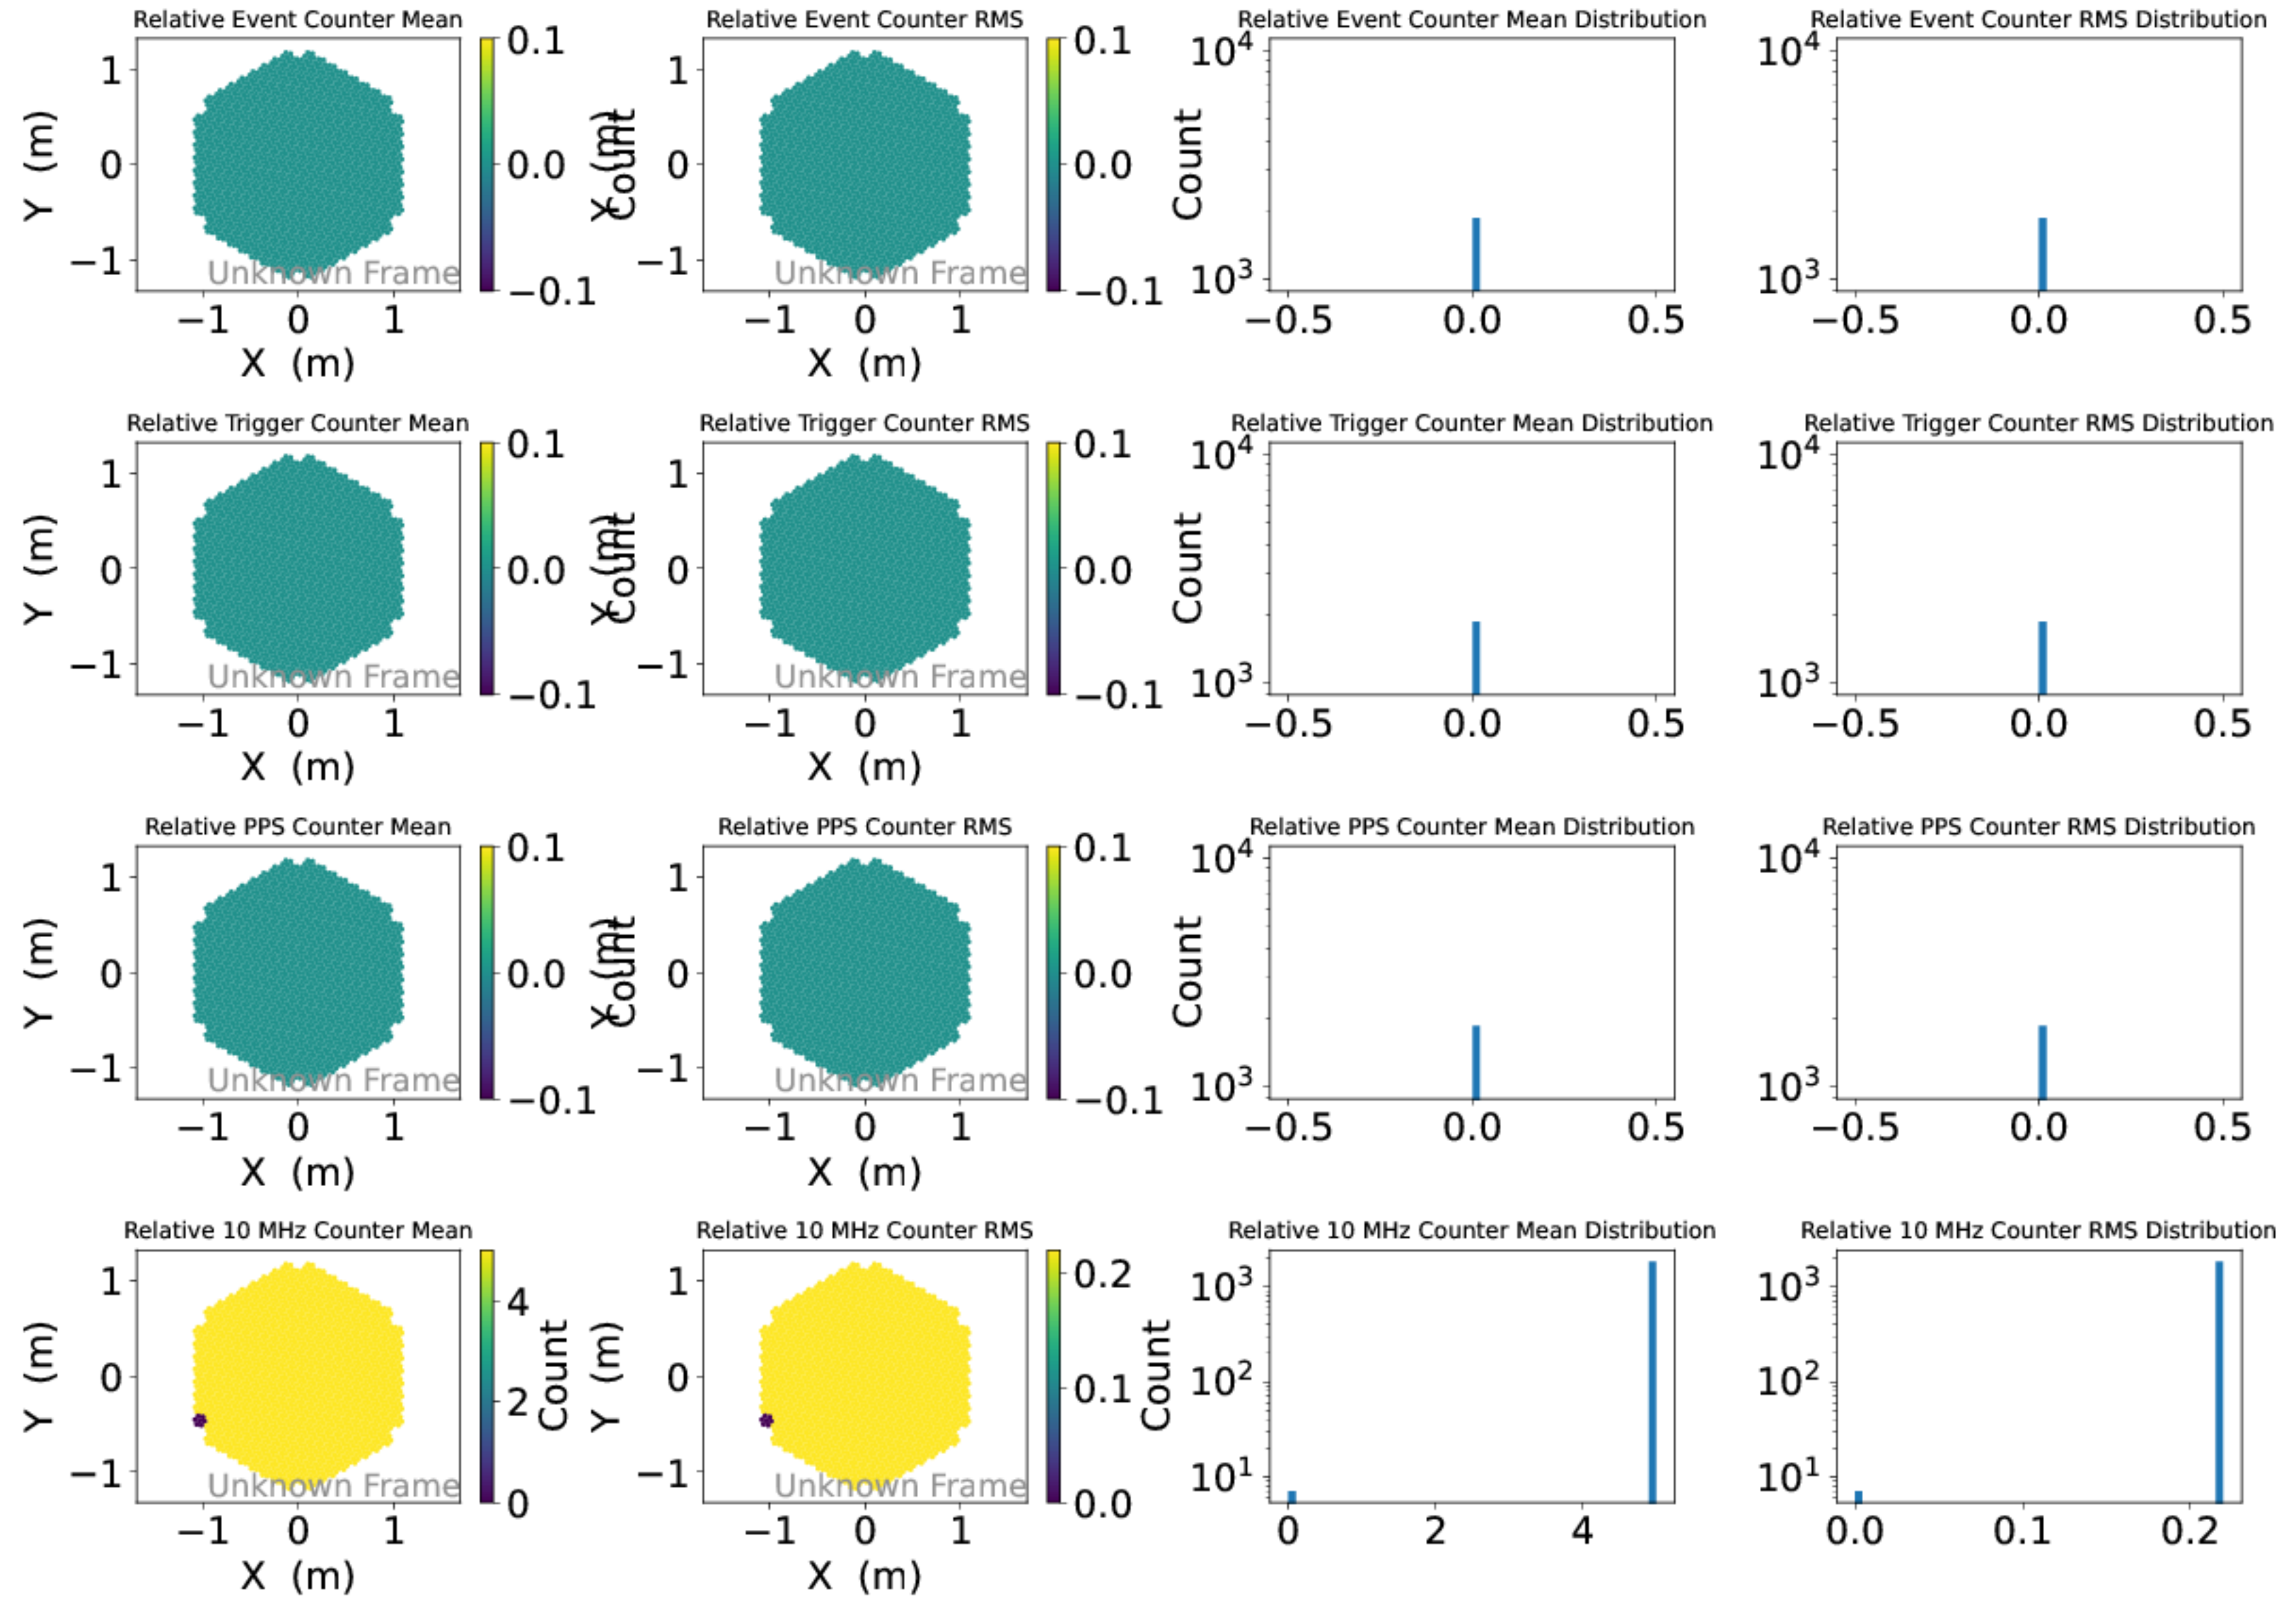 Relative Event Counter Mean
Relative Event Counter RMS
Relative Event Counter Mean Distribution
Relative Event Counter RMS Distribution
Y (m)
1
0
−1
Unknown Frame
−1 0 1
X (m)
0.1
0.0
−0.1
Count
Y (m)
1
0
−1
Unknown Frame
−1 0 1
X (m)
0.1
0.0
−0.1
Count
10⁴
10³
−0.5 0.0 0.5
10⁴
10³
−0.5 0.0 0.5
Relative Trigger Counter Mean
Relative Trigger Counter RMS
Relative Trigger Counter Mean Distribution
Relative Trigger Counter RMS Distribution
Y (m)
1
0
−1
Unknown Frame
−1 0 1
X (m)
0.1
0.0
−0.1
Count
Y (m)
1
0
−1
Unknown Frame
−1 0 1
X (m)
0.1
0.0
−0.1
Count
10⁴
10³
−0.5 0.0 0.5
10⁴
10³
−0.5 0.0 0.5
Relative PPS Counter Mean
Relative PPS Counter RMS
Relative PPS Counter Mean Distribution
Relative PPS Counter RMS Distribution
Y (m)
1
0
−1
Unknown Frame
−1 0 1
X (m)
0.1
0.0
−0.1
Count
Y (m)
1
0
−1
Unknown Frame
−1 0 1
X (m)
0.1
0.0
−0.1
Count
10⁴
10³
−0.5 0.0 0.5
10⁴
10³
−0.5 0.0 0.5
Relative 10 MHz Counter Mean
Relative 10 MHz Counter RMS
Relative 10 MHz Counter Mean Distribution
Relative 10 MHz Counter RMS Distribution
Y (m)
1
0
−1
Unknown Frame
−1 0 1
X (m)
4
2
0
Count
Y (m)
1
0
−1
Unknown Frame
−1 0 1
X (m)
0.2
0.1
0.0
Count
10³
10²
10¹
0 2 4
10³
10²
10¹
0.0 0.1 0.2